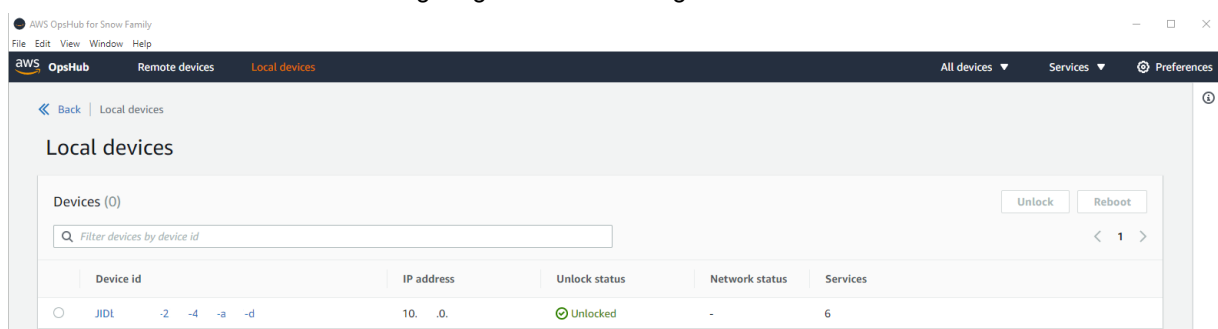 AWS OpsHub for Snow Family
File Edit View Window Help
aws OpsHub Remote devices Local devices All devices Services Preferences
Back | Local devices
Local devices
Devices (0) Unlock Reboot
Filter devices by device id < 1 >
Device id IP address Unlock status Network status Services
-2 -4 -a -d 10. .0. Unlocked - 6